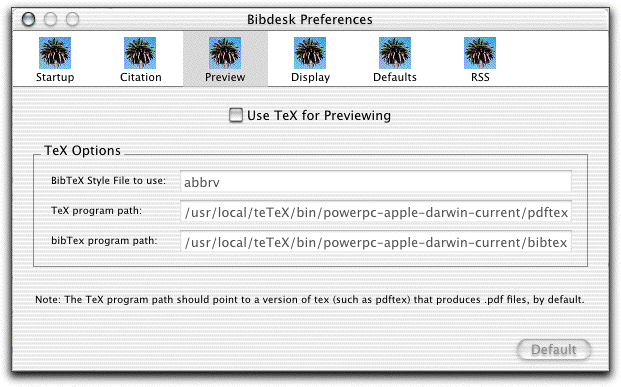 Bibdesk Preferences
Startup Citation Preview Display Defaults RSS
Use TeX for Previewing
TeX Options
BibTeX Style File to use: abbrv
TeX program path: /usr/local/teTeX/bin/powerpc-apple-darwin-current/pdftex
bibTex program path: /usr/local/teTeX/bin/powerpc-apple-darwin-current/bibtex
Note: The TeX program path should point to a version of tex (such as pdftex) that produces .pdf files, by default.
Default